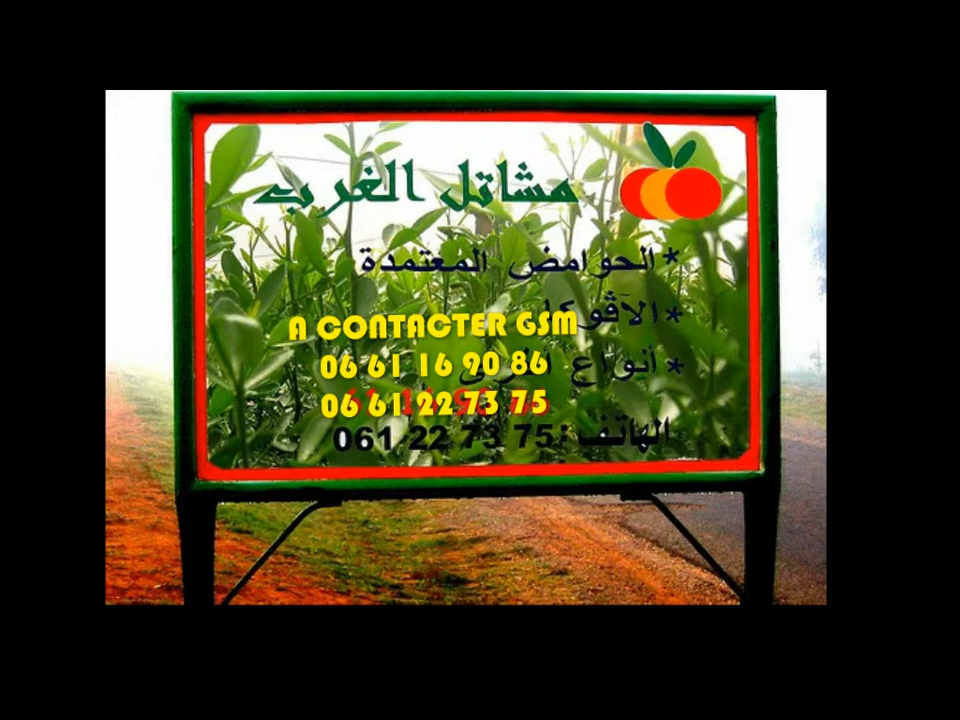 مشاتل الغرب
*الحوامض المعتمدة
*الآڤوكا
A CONTACTER GSM
* أنواع
06 61 16 90 86
06 61 22 73 75
الهاتف: 061 22 73 75